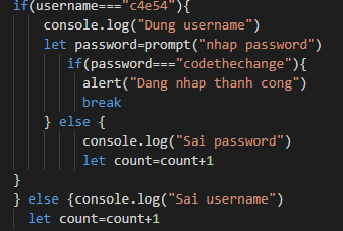 if(username==="c4e54"){
console.log("Dung username")
let password=prompt("nhap password")
if(password==="codethechange"){
alert("Dang nhap thanh cong")
break
} else {
console.log("Sai password")
let count=count+1
}
} else {console.log("Sai username")
let count=count+1